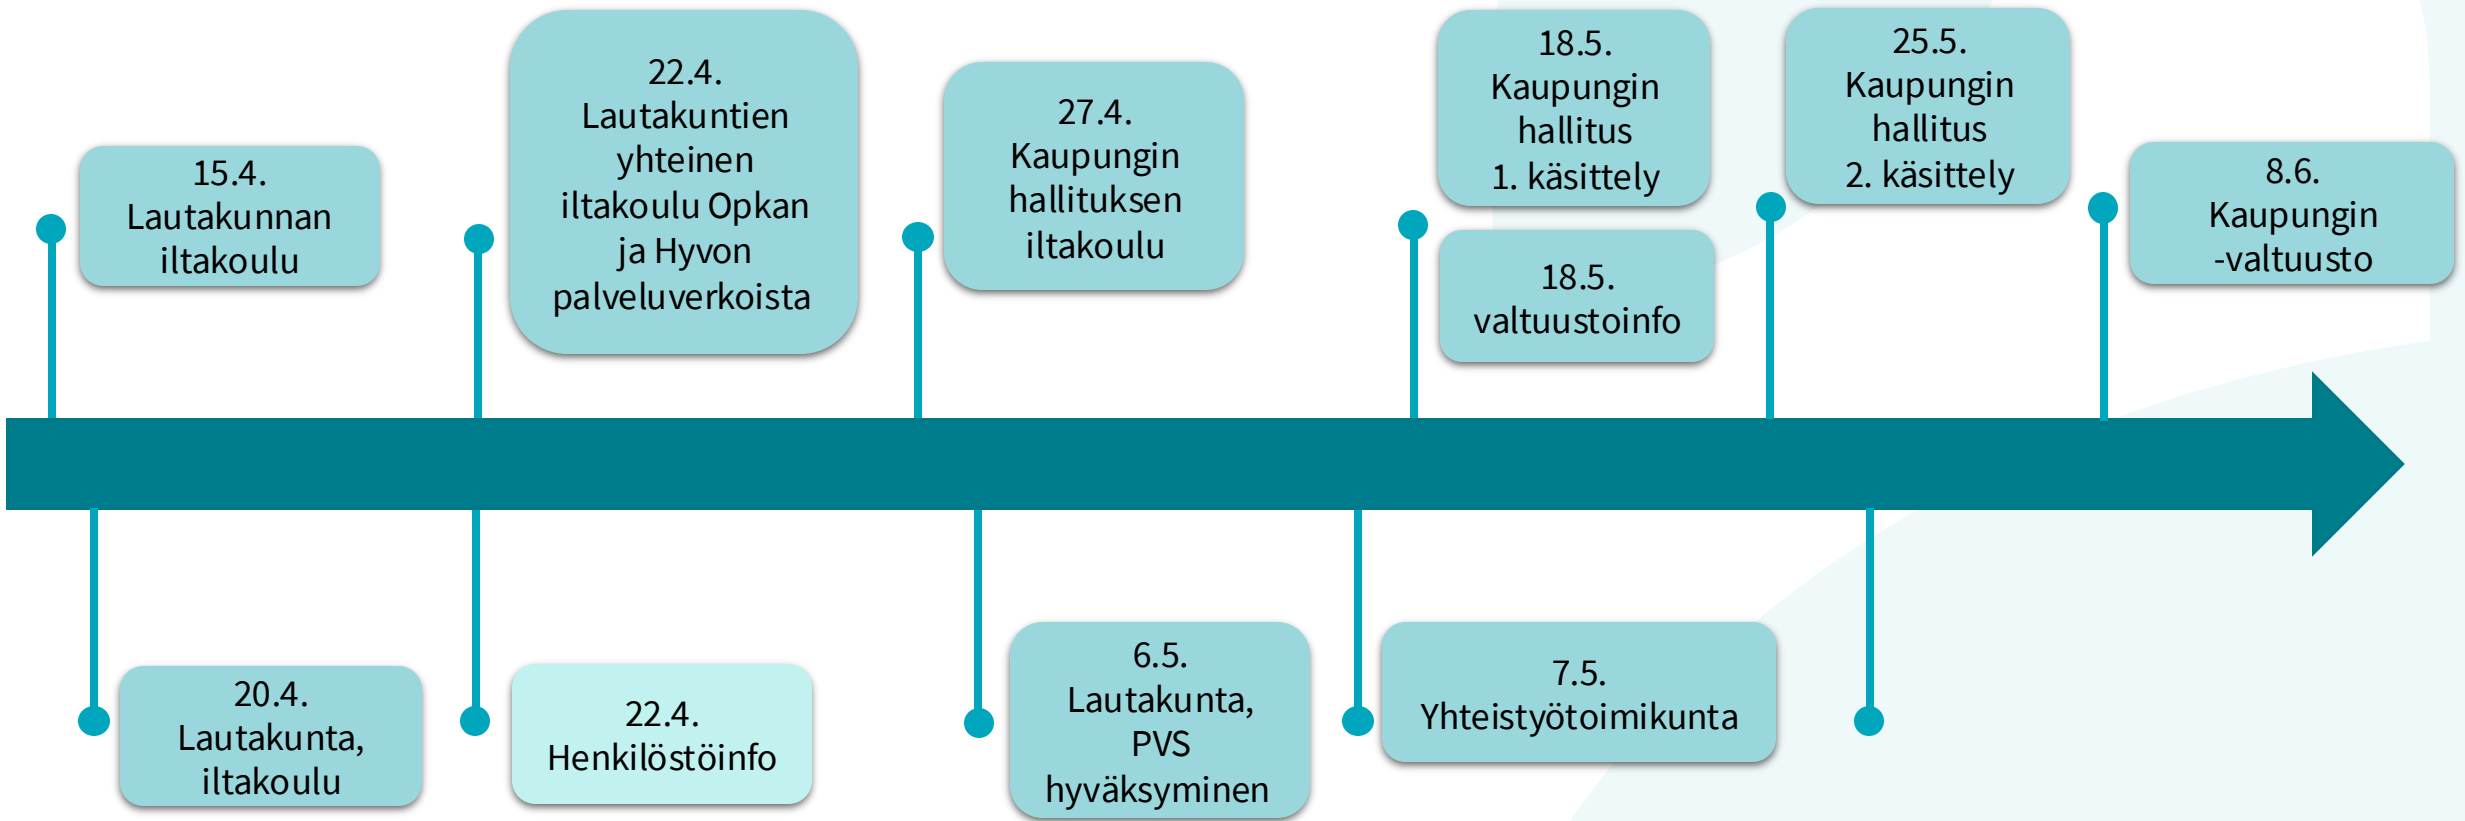 15.4.
Lautakunnan
iltakoulu
22.4.
Lautakuntien
yhteinen
iltakoulu Opkan
ja Hyvon
palveluverkoista
27.4.
Kaupungin
hallituksen
iltakoulu
18.5.
Kaupungin
hallitus
1. käsittely
18.5.
valtuustoinfo
25.5.
Kaupungin
hallitus
2. käsittely
8.6.
Kaupungin
-valtuusto
20.4.
Lautakunta,
iltakoulu
22.4.
Henkilöstöinfo
6.5.
Lautakunta,
PVS
hyväksyminen
7.5.
Yhteistyötoimikunta